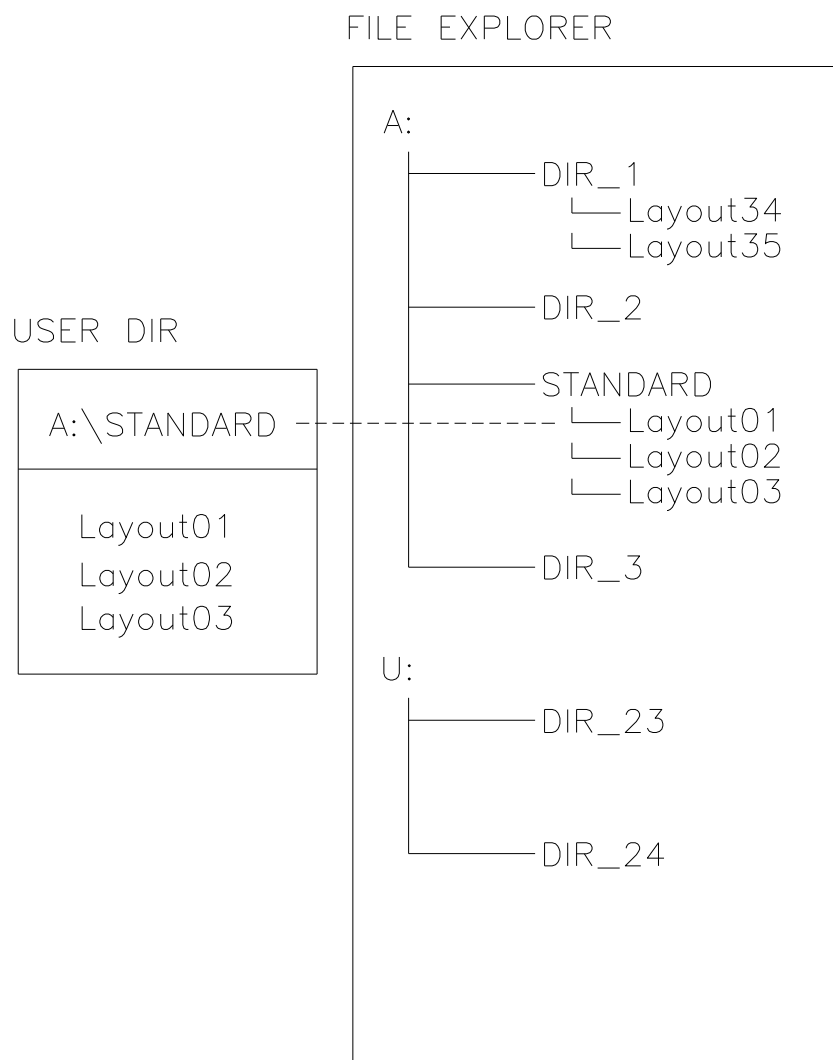 FILE EXPLORER
A:
DIR_1
Layout34
Layout35
DIR_2
USER DIR
STANDARD
A:\STANDARD
Layout01
Layout02
Layout03
Layout01
Layout02
Layout03
DIR_3
U:
DIR_23
DIR_24